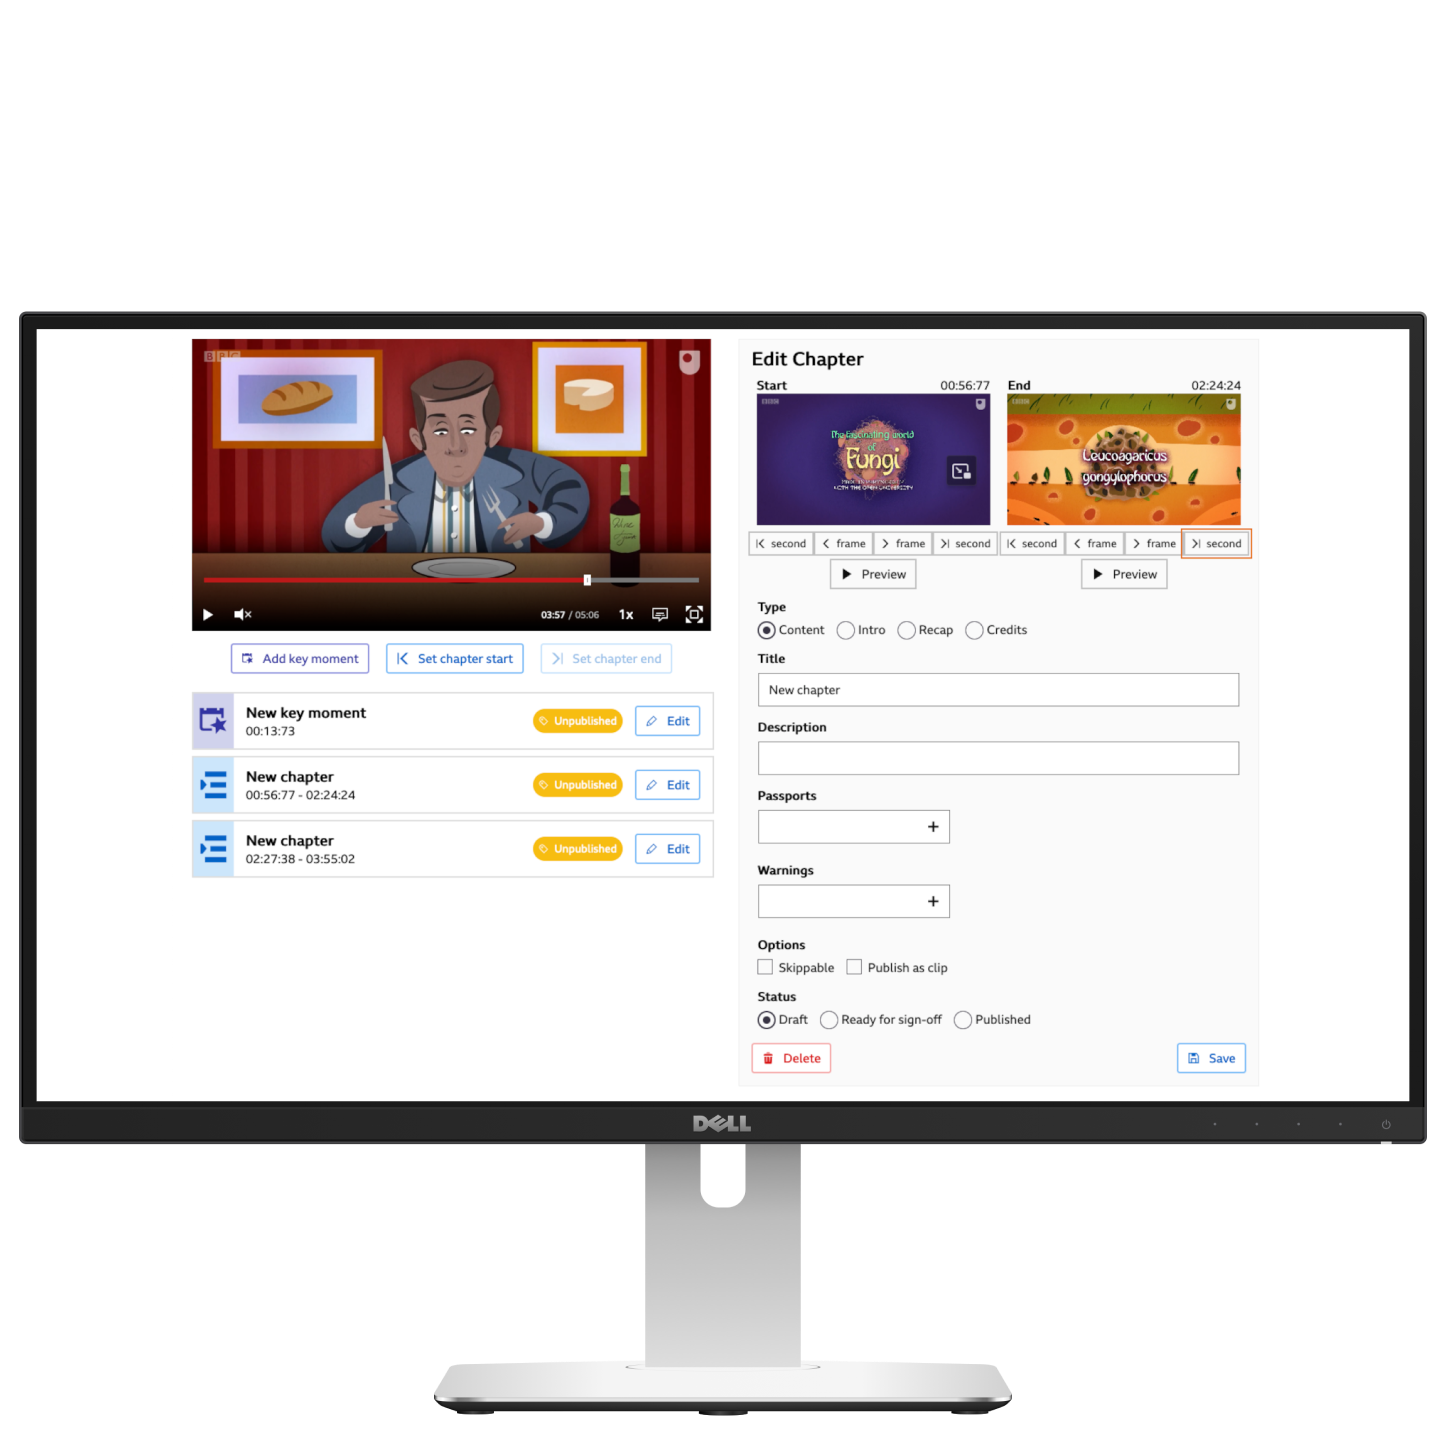 BBC
Wine
03:57 / 05:06 1x
Add key moment
Set chapter start
Set chapter end
New key moment
00:13:73
Unpublished
Edit
New chapter
00:56:77 - 02:24:24
Unpublished
Edit
New chapter
02:27:38 - 03:55:02
Unpublished
Edit
Edit Chapter
Start 00:56:77
End 02:24:24
The fascinating world
of
Fungi
WITH THE OPEN UNIVERSITY
Leucoagaricus
gongylophorus
second frame frame second
second frame frame second
Preview
Preview
Type
Content Intro Recap Credits
Title
New chapter
Description
Passports
+
Warnings
+
Options
Skippable Publish as clip
Status
Draft Ready for sign-off Published
Delete
Save
DELL